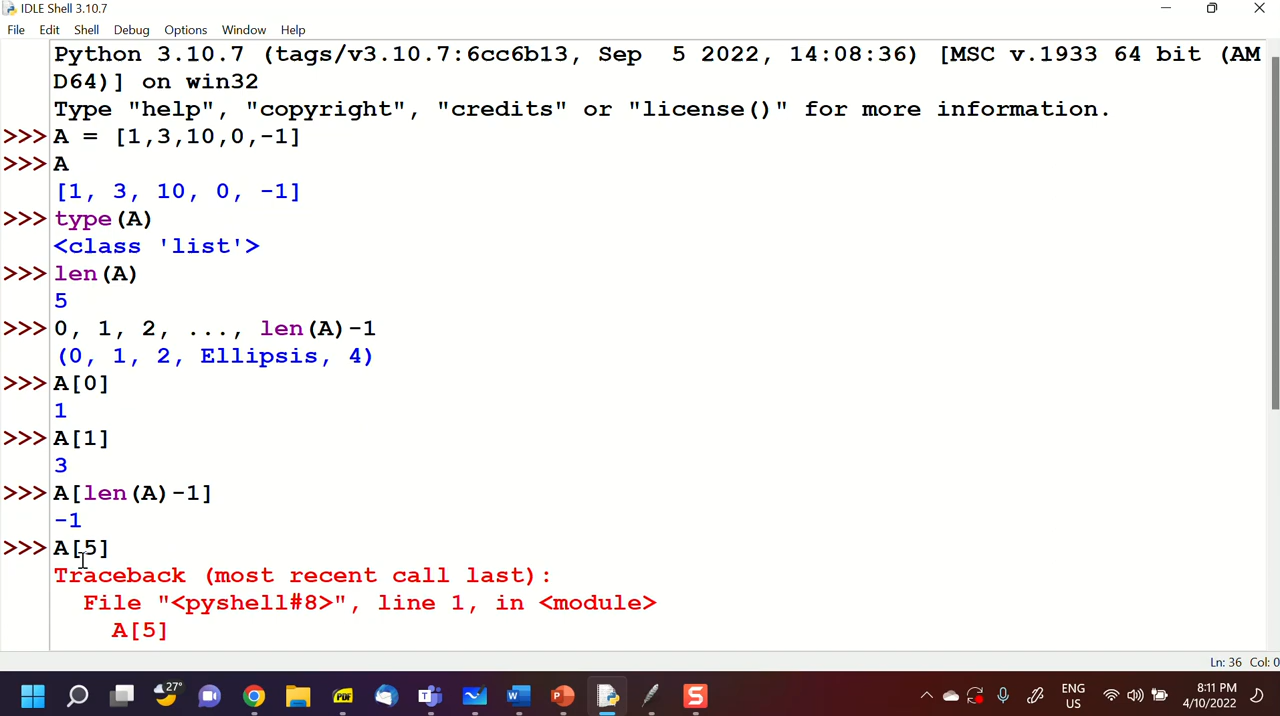 IDLE Shell 3.10.7
File Edit Shell Debug Options Window Help
Python 3.10.7 (tags/v3.10.7:6cc6b13, Sep  5 2022, 14:08:36) [MSC v.1933 64 bit (AM
D64)] on win32
Type "help", "copyright", "credits" or "license()" for more information.
>>> A = [1,3,10,0,-1]
>>> A
[1, 3, 10, 0, -1]
>>> type(A)
<class 'list'>
>>> len(A)
5
>>> 0, 1, 2, ..., len(A)-1
(0, 1, 2, Ellipsis, 4)
>>> A[0]
1
>>> A[1]
3
>>> A[len(A)-1]
-1
>>> A[5]
Traceback (most recent call last):
  File "<pyshell#8>", line 1, in <module>
    A[5]
Ln: 36 Col: 0
27°
PDF
S
ENG
US
8:11 PM
4/10/2022